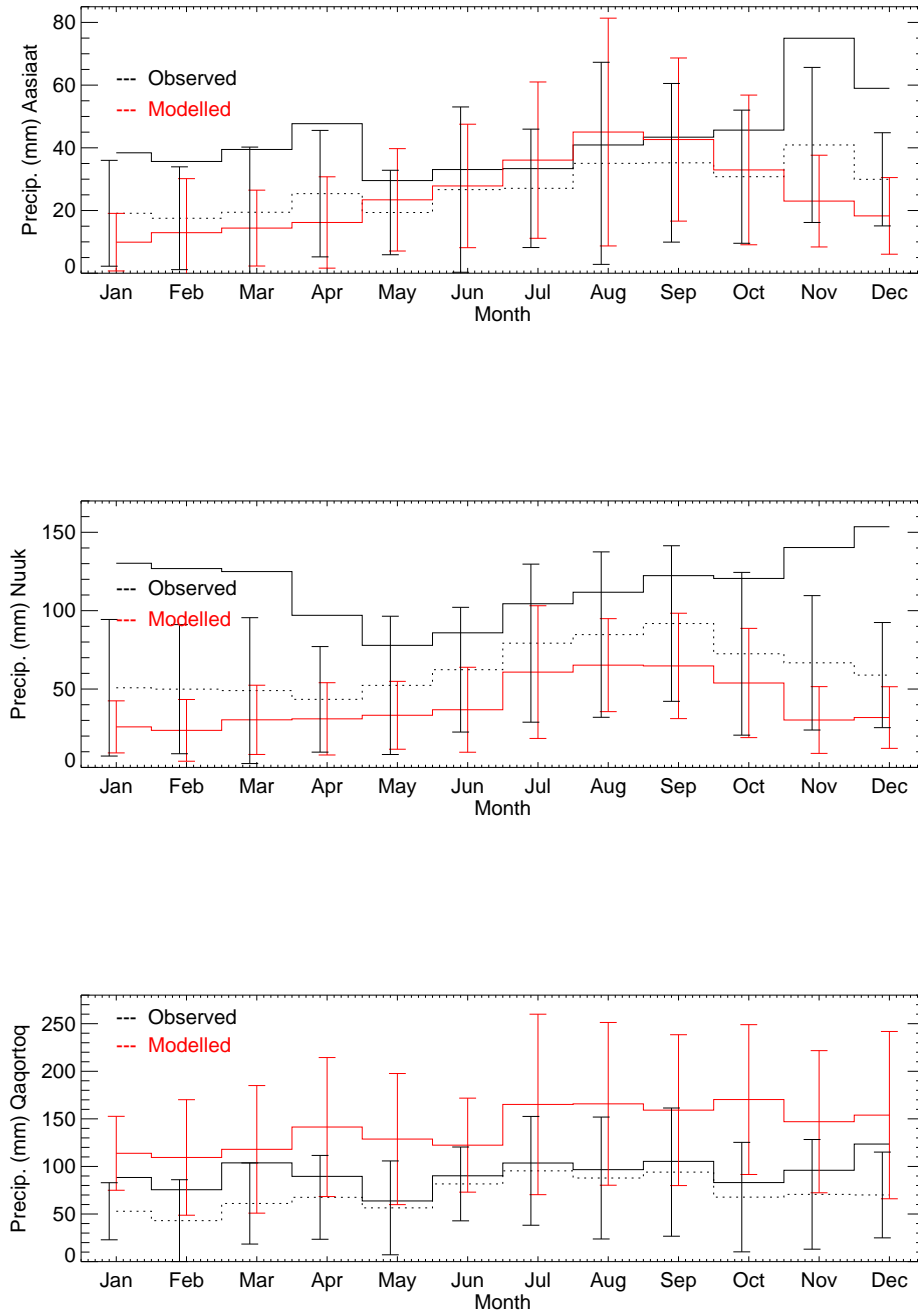 Precip. (mm) Aasiaat
80
60
40
20
0
Observed
Modelled
Jan Feb Mar Apr May Jun Jul Aug Sep Oct Nov Dec
Month
Precip. (mm) Nuuk
150
100
50
0
Observed
Modelled
Jan Feb Mar Apr May Jun Jul Aug Sep Oct Nov Dec
Month
Precip. (mm) Qaqortoq
250
200
150
100
50
0
Observed
Modelled
Jan Feb Mar Apr May Jun Jul Aug Sep Oct Nov Dec
Month